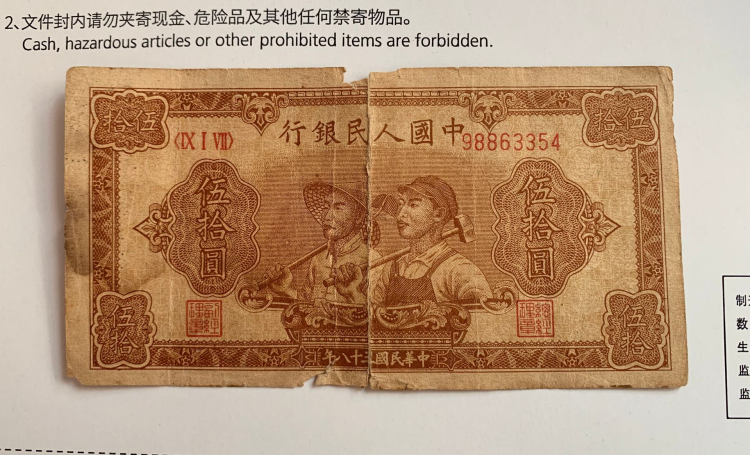 2、文件封内请勿夹寄现金、危险品及其他任何禁寄物品。
Cash, hazardous articles or other prohibited items are forbidden.
伍拾
伍拾
〈IX I VII〉
行銀民人國中
98863354
伍拾圓
伍拾圓
伍拾
年八十三國民華中
伍拾
制
数
生
监
监